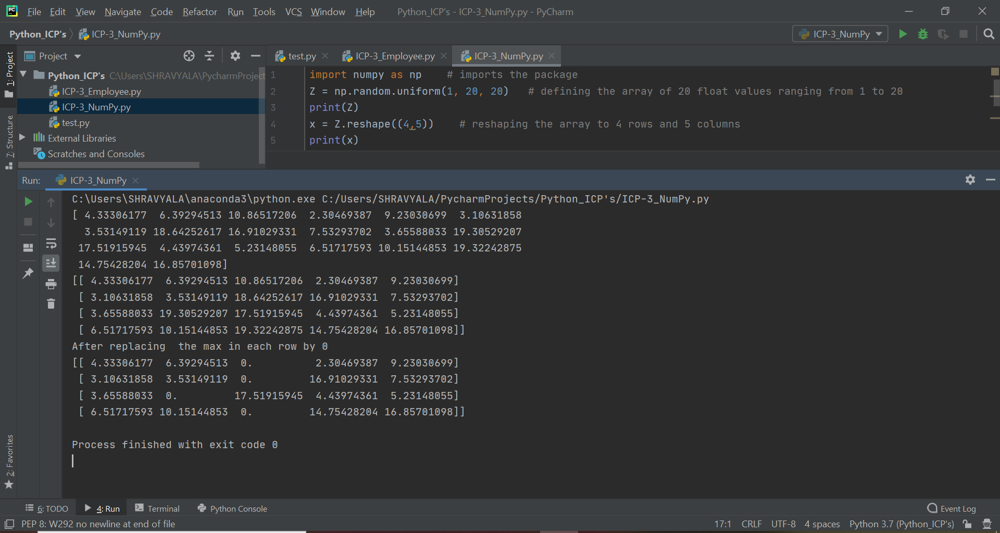 PC File Edit View Navigate Code Refactor Run Tools VCS Window Help Python_ICP's - ICP-3_NumPy.py - PyCharm
Python_ICP's ICP-3_NumPy.py ICP-3_NumPy
1: Project
Project
test.py ICP-3_Employee.py ICP-3_NumPy.py
Python_ICP's C:\Users\SHRAVYALA\PycharmProject
ICP-3_Employee.py
ICP-3_NumPy.py
test.py
External Libraries
Scratches and Consoles
7: Structure
1 import numpy as np    # imports the package
2 Z = np.random.uniform(1, 20, 20)   # defining the array of 20 float values ranging from 1 to 20
3 print(Z)
4 x = Z.reshape((4,5))    # reshaping the array to 4 rows and 5 columns
5 print(x)
Run: ICP-3_NumPy
C:\Users\SHRAVYALA\anaconda3\python.exe C:/Users/SHRAVYALA/PycharmProjects/Python_ICP's/ICP-3_NumPy.py
[ 4.33306177  6.39294513 10.86517206  2.30469387  9.23030699  3.10631858
  3.53149119 18.64252617 16.91029331  7.53293702  3.65588033 19.30529207
 17.51915945  4.43974361  5.23148055  6.51717593 10.15144853 19.32242875
 14.75428204 16.85701098]
[[ 4.33306177  6.39294513 10.86517206  2.30469387  9.23030699]
 [ 3.10631858  3.53149119 18.64252617 16.91029331  7.53293702]
 [ 3.65588033 19.30529207 17.51915945  4.43974361  5.23148055]
 [ 6.51717593 10.15144853 19.32242875 14.75428204 16.85701098]]
After replacing  the max in each row by 0
[[ 4.33306177  6.39294513  0.          2.30469387  9.23030699]
 [ 3.10631858  3.53149119  0.         16.91029331  7.53293702]
 [ 3.65588033  0.         17.51915945  4.43974361  5.23148055]
 [ 6.51717593 10.15144853  0.         14.75428204 16.85701098]]
Process finished with exit code 0
2: Favorites
6: TODO 4: Run Terminal Python Console Event Log
PEP 8: W292 no newline at end of file 17:1 CRLF UTF-8 4 spaces Python 3.7 (Python_ICP's)